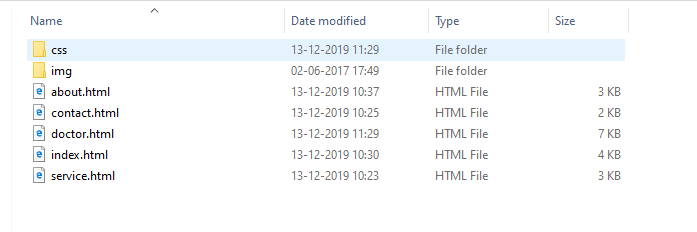 Name Date modified Type Size
css 13-12-2019 11:29 File folder
img 02-06-2017 17:49 File folder
about.html 13-12-2019 10:37 HTML File 3 KB
contact.html 13-12-2019 10:25 HTML File 2 KB
doctor.html 13-12-2019 11:29 HTML File 7 KB
index.html 13-12-2019 10:30 HTML File 4 KB
service.html 13-12-2019 10:23 HTML File 3 KB